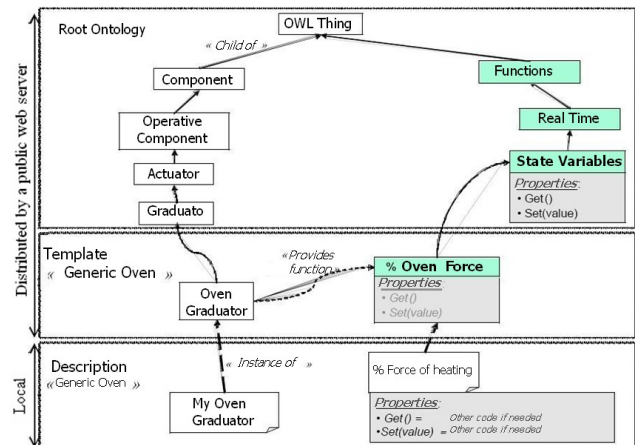 Distributed by a public web server
Local
Root Ontology
OWL Thing
« Child of »
Component
Functions
Operative
Component
Real Time
Actuator
State Variables
Graduato
Properties:
• Get()
• Set(value)
Template
« Generic Oven »
«Provides »
function»
% Oven Force
Properties
• Get()
• Set(value)
Oven
Graduator
Description
«Generic Oven »
« Instance of »
% Force of heating
My Oven
Graduator
Properties:
• Get() = Other code if needed
•Set(value) = Other code if needed